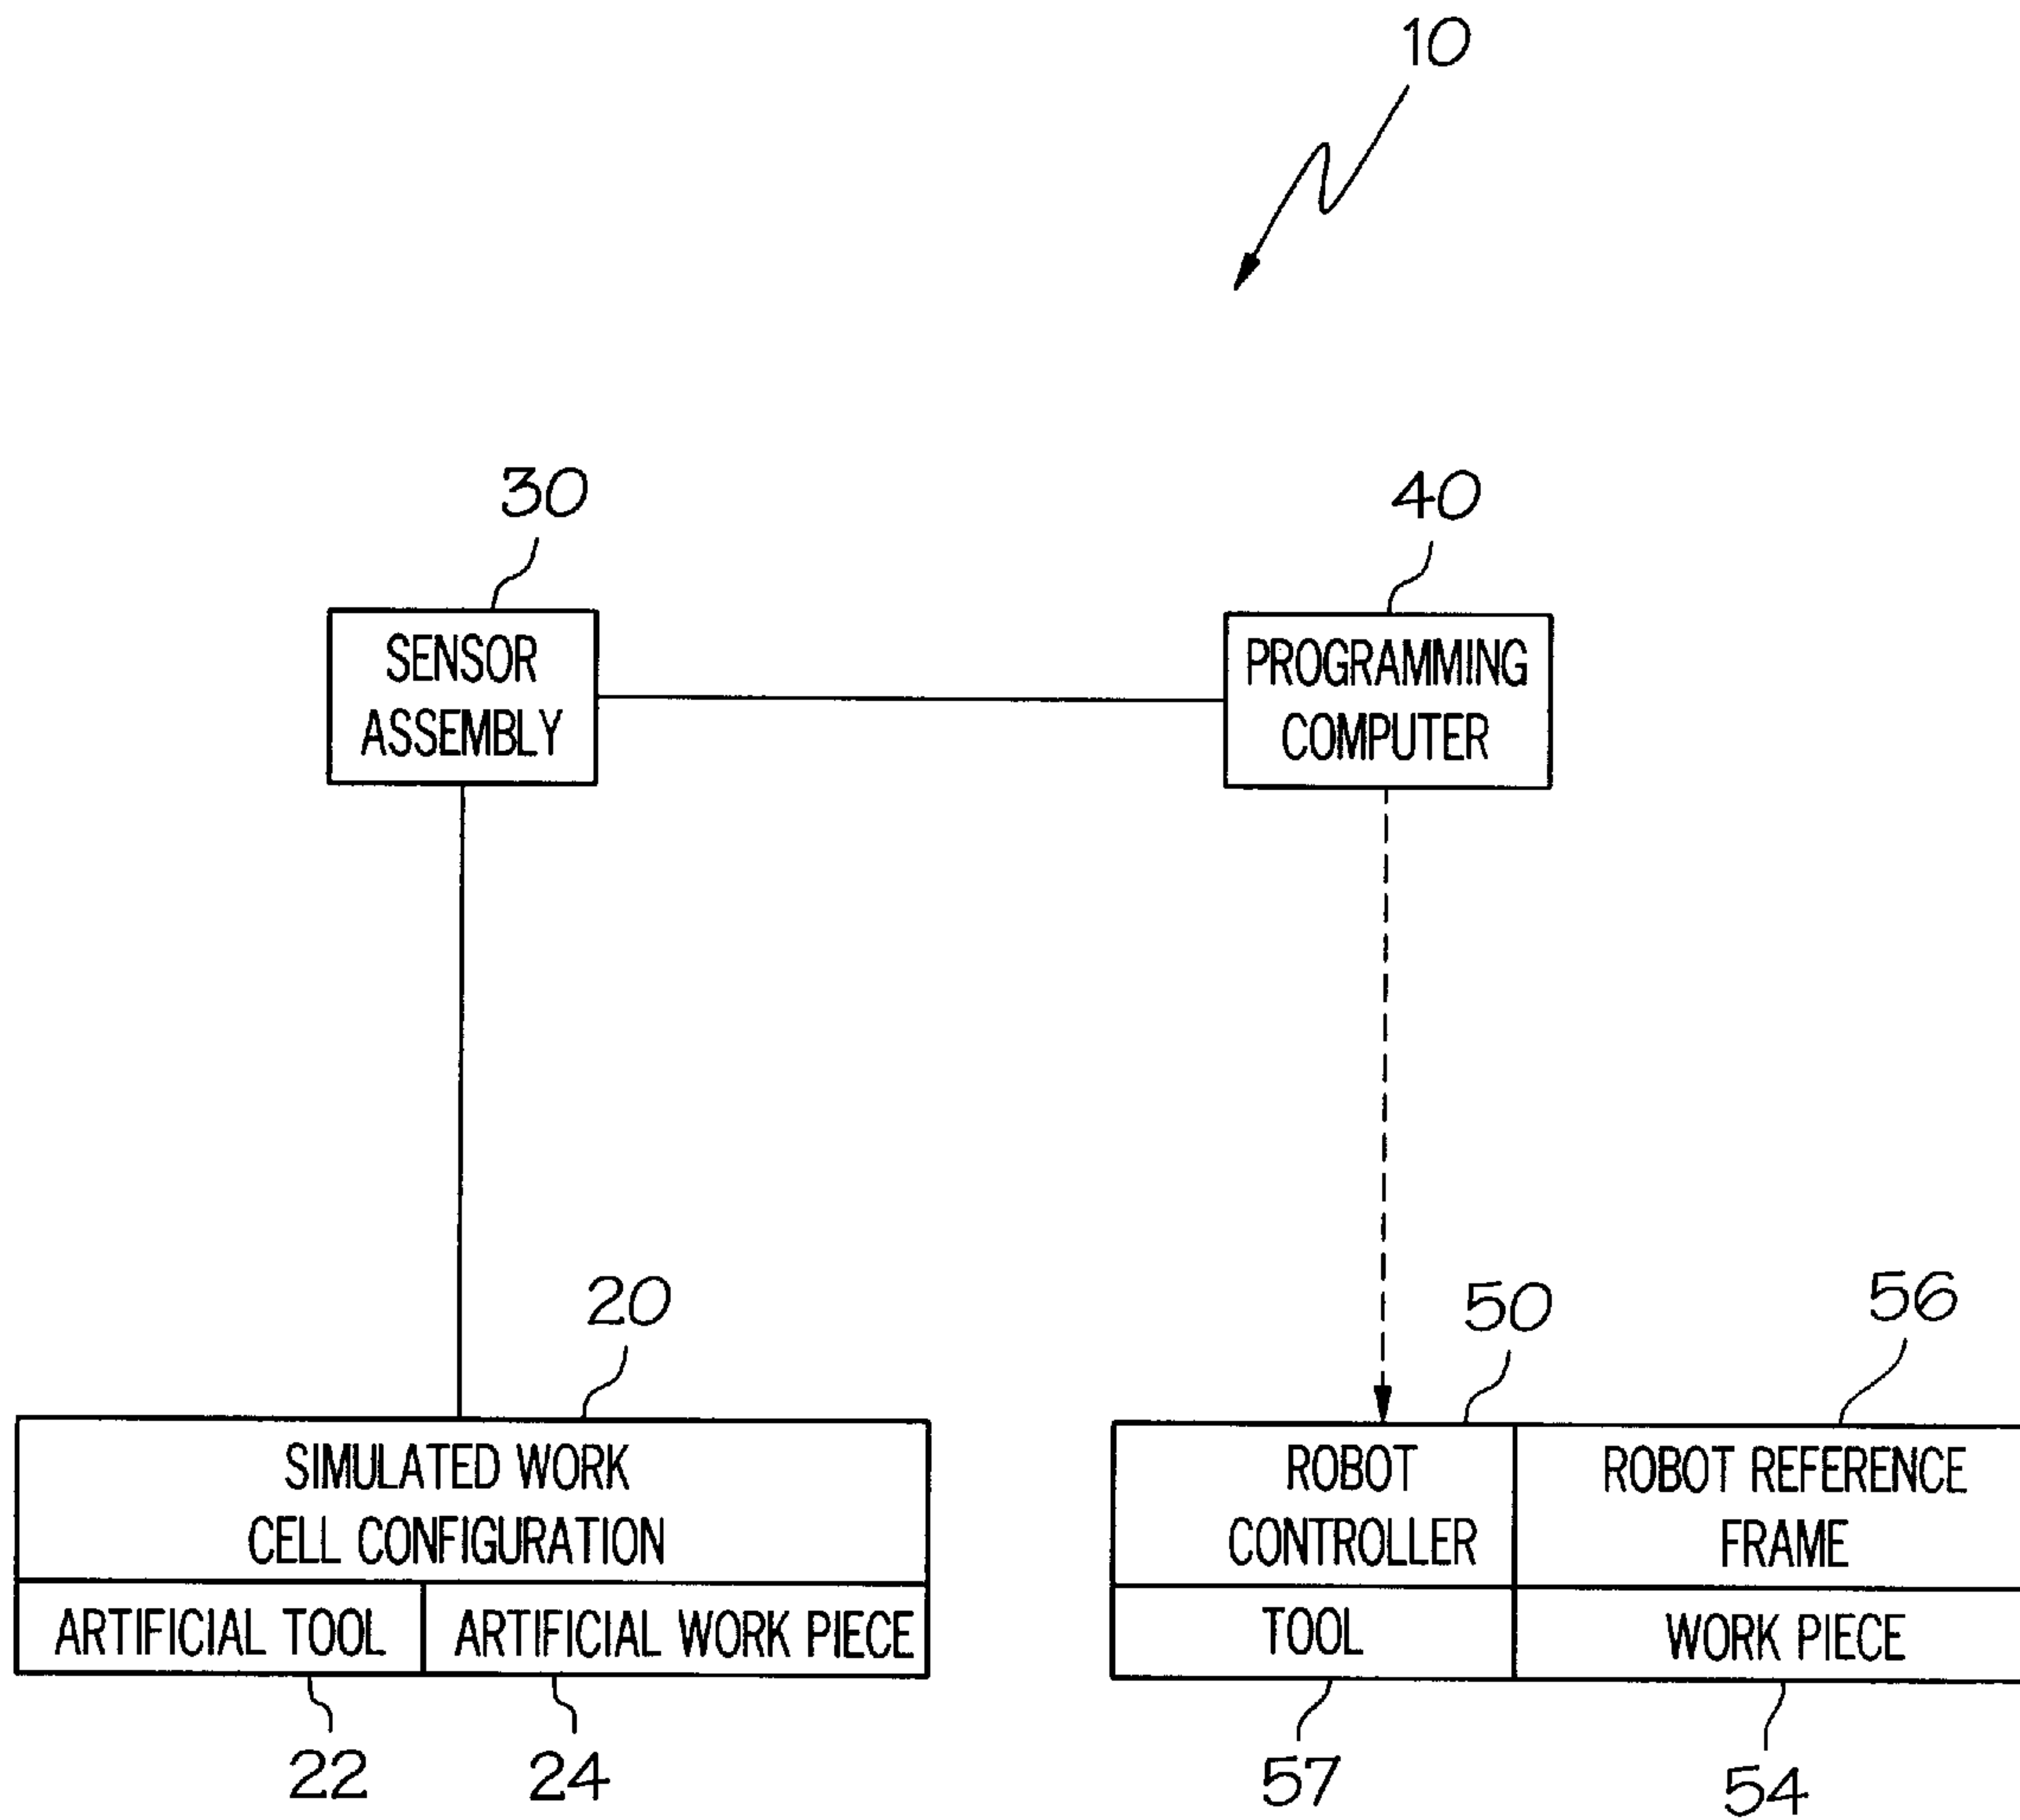 10
30
40
SENSOR
ASSEMBLY
PROGRAMMING
COMPUTER
20
50
56
SIMULATED WORK
CELL CONFIGURATION
ROBOT
CONTROLLER
ROBOT REFERENCE
FRAME
ARTIFICIAL TOOL
ARTIFICIAL WORK PIECE
TOOL
WORK PIECE
22
24
57
54